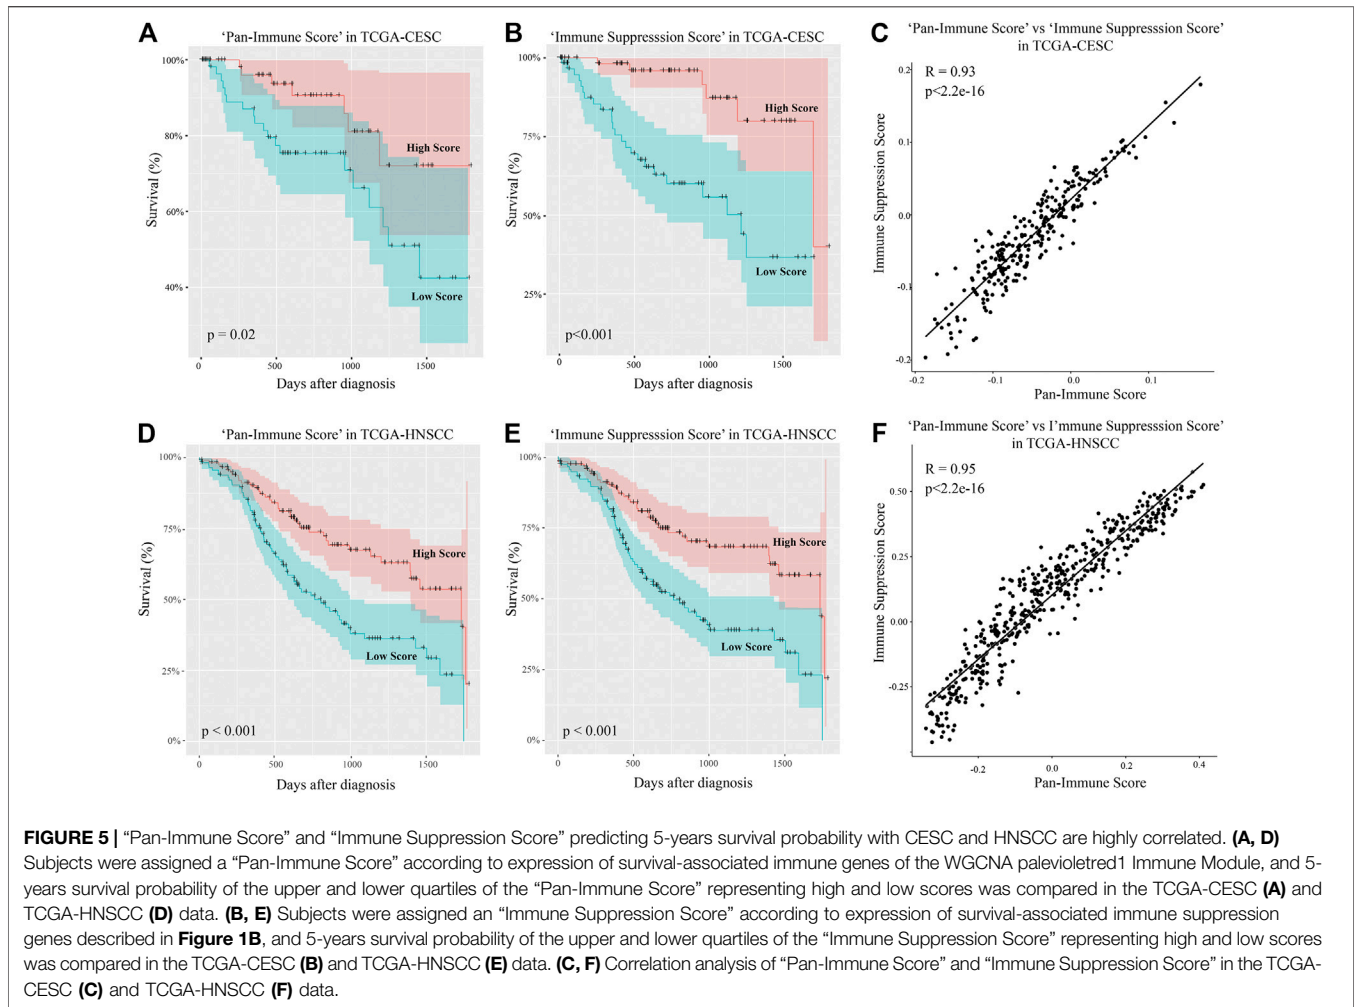 A
'Pan-Immune Score' in TCGA-CESC
100%
80%
60%
40%
Survival (%)
High Score
Low Score
p = 0.02
0
500
1000
1500
Days after diagnosis
B
'Immune Suppresssion Score' in TCGA-CESC
100%
75%
50%
25%
Survival (%)
High Score
Low Score
p<0.001
0
500
1000
1500
Days after diagnosis
C
'Pan-Immune Score' vs 'Immune Suppresssion Score'
in TCGA-CESC
R = 0.93
p<2.2e-16
0.2
0.1
0.0
-0.1
-0.2
Immune Suppression Score
-0.2
-0.1
0.0
0.1
Pan-Immune Score
D
'Pan-Immune Score' in TCGA-HNSCC
100%
75%
50%
25%
0%
Survival (%)
High Score
Low Score
p < 0.001
0
500
1000
1500
Days after diagnosis
E
'Immune Suppresssion Score' in TCGA-HNSCC
100%
75%
50%
25%
0%
Survival (%)
High Score
Low Score
p < 0.001
0
500
1000
1500
Days after diagnosis
F
'Pan-Immune Score' vs I'mmune Suppresssion Score'
in TCGA-HNSCC
R = 0.95
p<2.2e-16
0.50
0.25
0.00
-0.25
Immune Suppression Score
-0.2
0.0
0.2
0.4
Pan-Immune Score
FIGURE 5 | “Pan-Immune Score” and “Immune Suppression Score” predicting 5-years survival probability with CESC and HNSCC are highly correlated. (A, D)
Subjects were assigned a “Pan-Immune Score” according to expression of survival-associated immune genes of the WGCNA palevioletred1 Immune Module, and 5-
years survival probability of the upper and lower quartiles of the “Pan-Immune Score” representing high and low scores was compared in the TCGA-CESC (A) and
TCGA-HNSCC (D) data. (B, E) Subjects were assigned an “Immune Suppression Score” according to expression of survival-associated immune suppression
genes described in Figure 1B, and 5-years survival probability of the upper and lower quartiles of the “Immune Suppression Score” representing high and low scores
was compared in the TCGA-CESC (B) and TCGA-HNSCC (E) data. (C, F) Correlation analysis of “Pan-Immune Score” and “Immune Suppression Score” in the TCGA-
CESC (C) and TCGA-HNSCC (F) data.